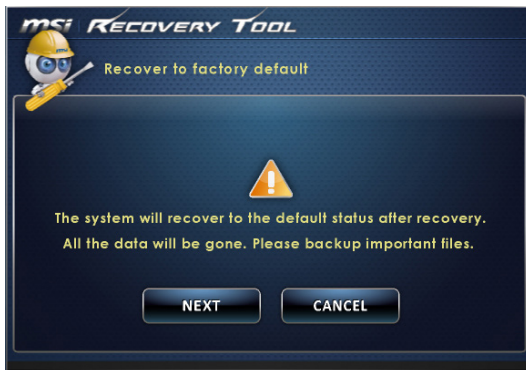 msi RECOVERY TOOL
Recover to factory default
The system will recover to the default status after recovery.
All the data will be gone. Please backup important files.
NEXT CANCEL